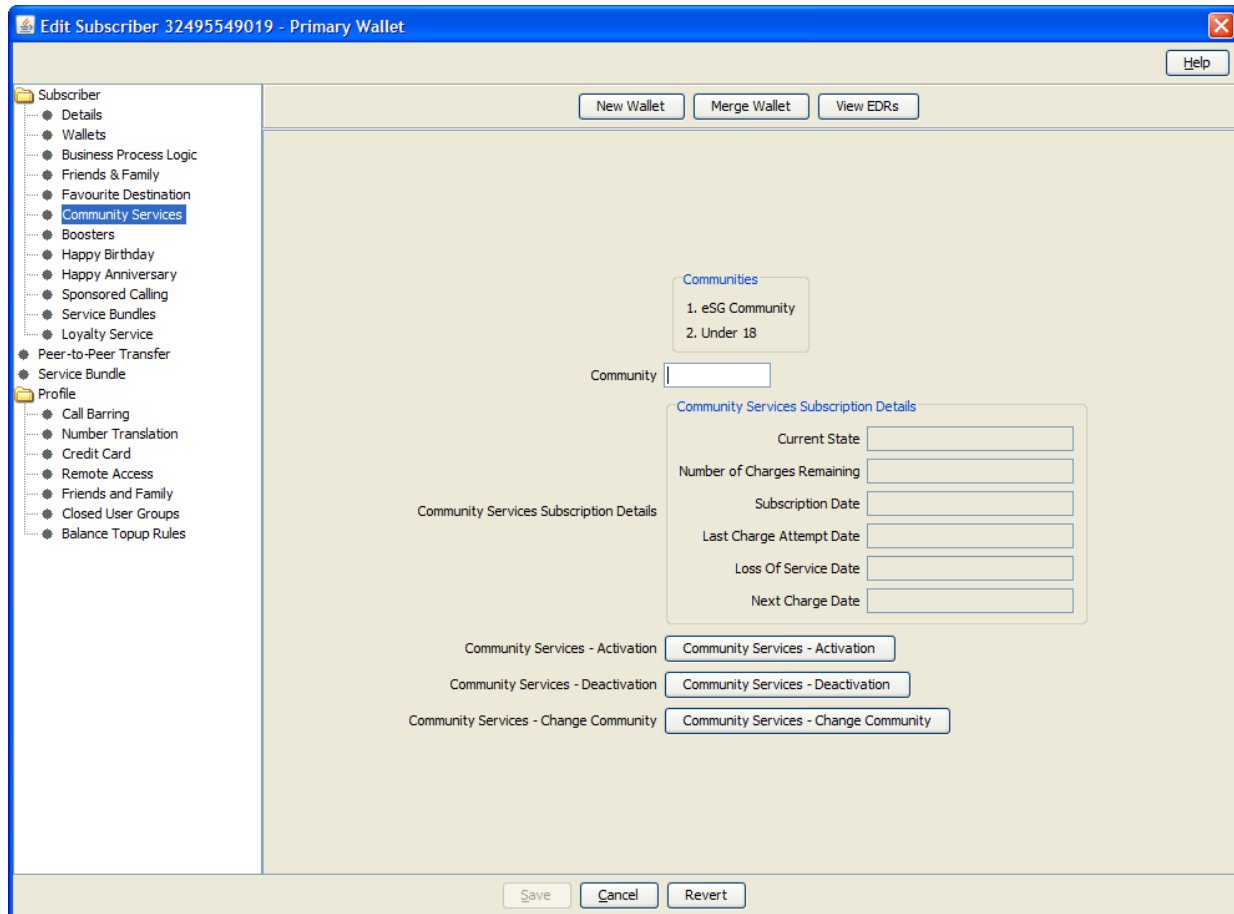 Edit Subscriber 32495549019 - Primary Wallet
Help
Subscriber
Details
Wallets
Business Process Logic
Friends & Family
Favourite Destination
Community Services
Boosters
Happy Birthday
Happy Anniversary
Sponsored Calling
Service Bundles
Loyalty Service
Peer-to-Peer Transfer
Service Bundle
Profile
Call Barring
Number Translation
Credit Card
Remote Access
Friends and Family
Closed User Groups
Balance Topup Rules
New Wallet Merge Wallet View EDRs
Communities
1. eSG Community
2. Under 18
Community
Community Services Subscription Details
Community Services Subscription Details
Current State
Number of Charges Remaining
Subscription Date
Last Charge Attempt Date
Loss Of Service Date
Next Charge Date
Community Services - Activation Community Services - Activation
Community Services - Deactivation Community Services - Deactivation
Community Services - Change Community Community Services - Change Community
Save Cancel Revert